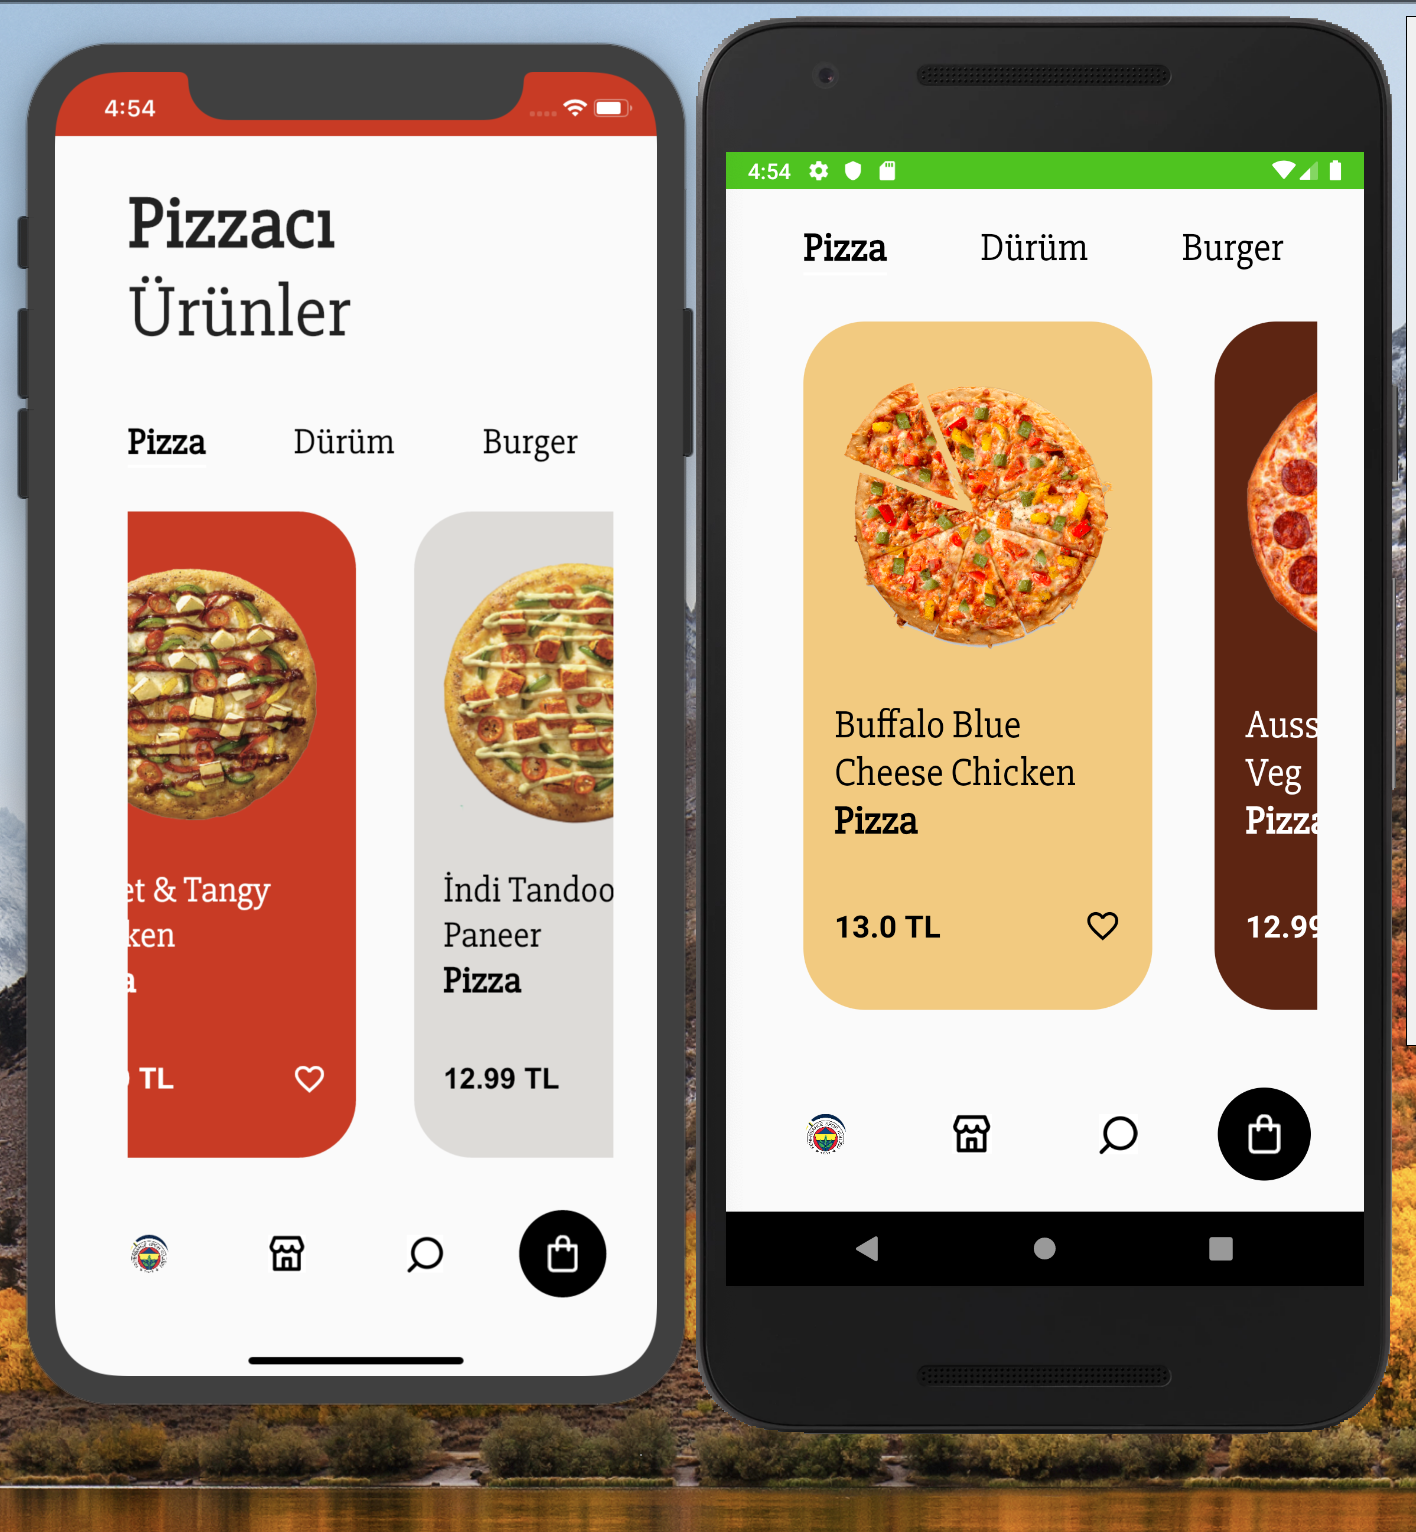 4:54
Pizzacı
Ürünler
Pizza Dürüm Burger
et & Tangy
ken
a
TL
İndi Tandoo
Paneer
Pizza
12.99 TL
4:54
Pizza Dürüm Burger
Buffalo Blue
Cheese Chicken
Pizza
13.0 TL
Auss
Veg
Pizza
12.99